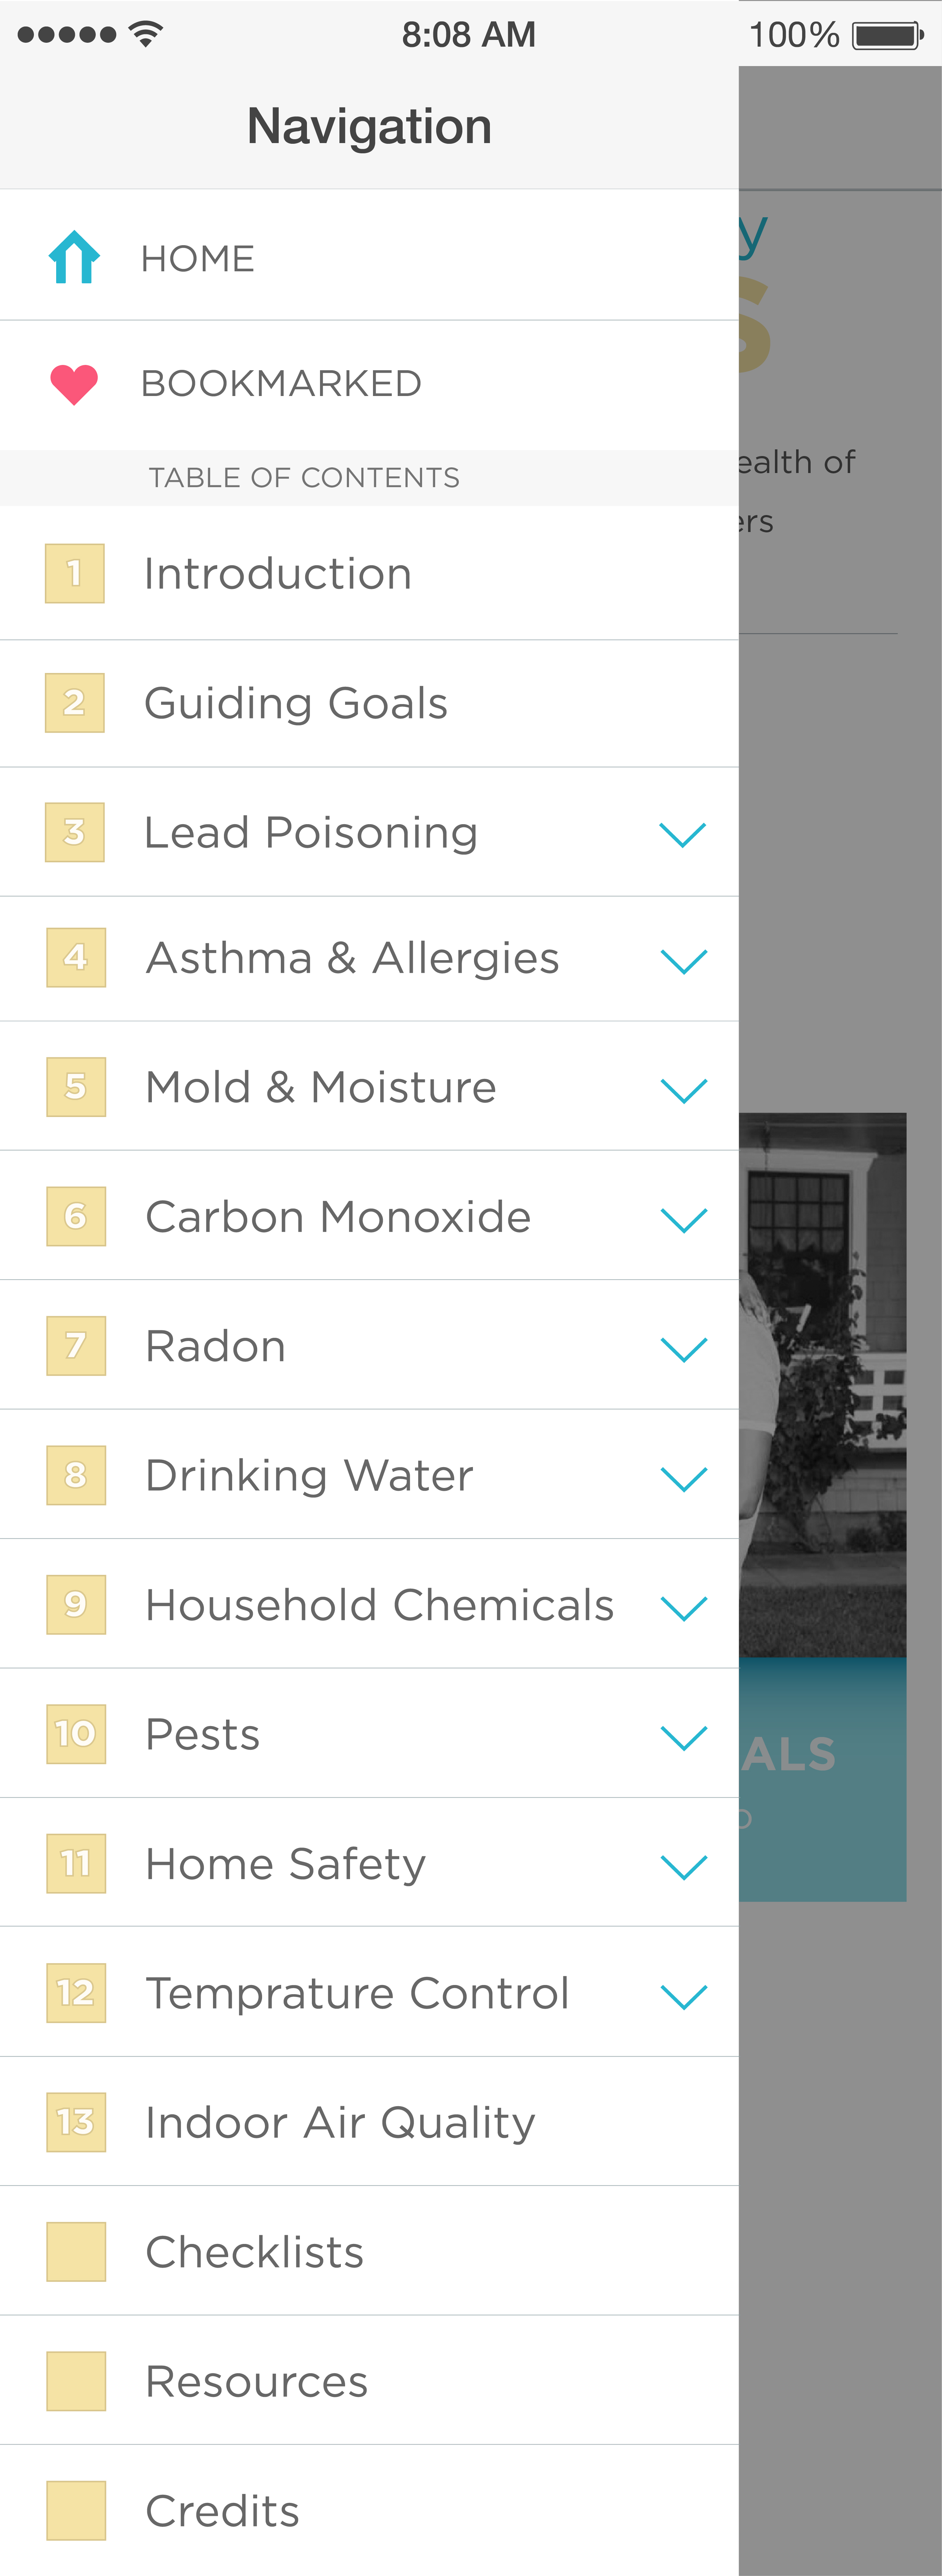 8:08 AM 100%
Navigation
HOME
BOOKMARKED
TABLE OF CONTENTS
1 Introduction
2 Guiding Goals
3 Lead Poisoning
4 Asthma & Allergies
5 Mold & Moisture
6 Carbon Monoxide
7 Radon
8 Drinking Water
9 Household Chemicals
10 Pests
11 Home Safety
12 Temprature Control
13 Indoor Air Quality
Checklists
Resources
Credits
y
s
ealth of
ers
ALS